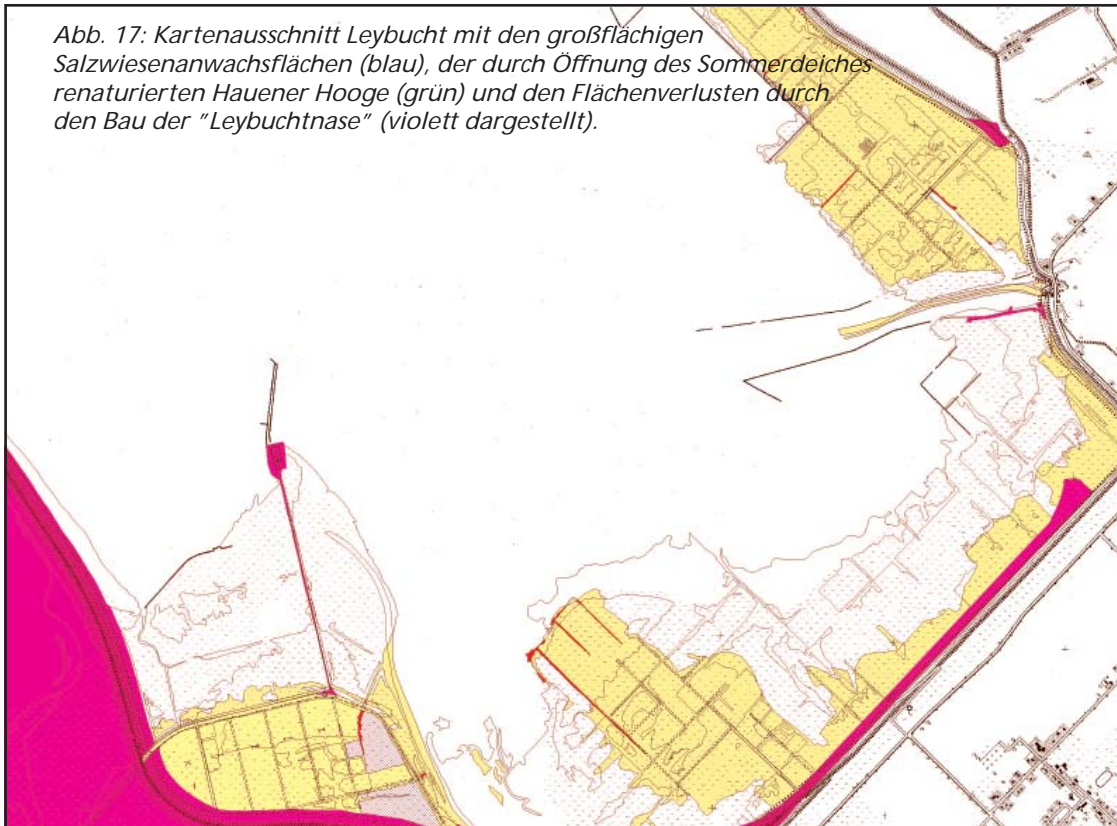 Abb. 17: Kartenausschnitt Leybucht mit den großflächigen
Salzwiesenanwachsflächen (blau), der durch Öffnung des Sommerdeiches
renaturierten Hauener Hooge (grün) und den Flächenverlusten durch
den Bau der "Leybuchtnase" (violett dargestellt).